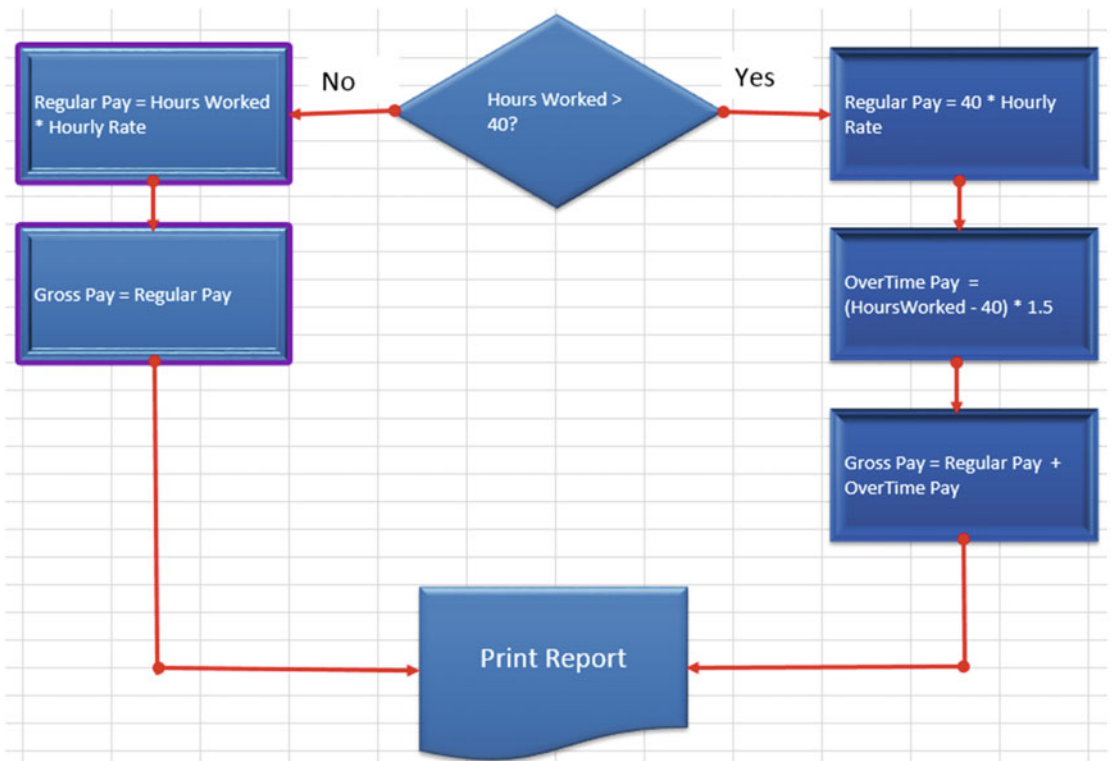 No
Yes
Regular Pay = Hours Worked
* Hourly Rate
Hours Worked >
40?
Regular Pay = 40 * Hourly
Rate
Gross Pay = Regular Pay
OverTime Pay =
(HoursWorked - 40) * 1.5
Gross Pay = Regular Pay +
OverTime Pay
Print Report